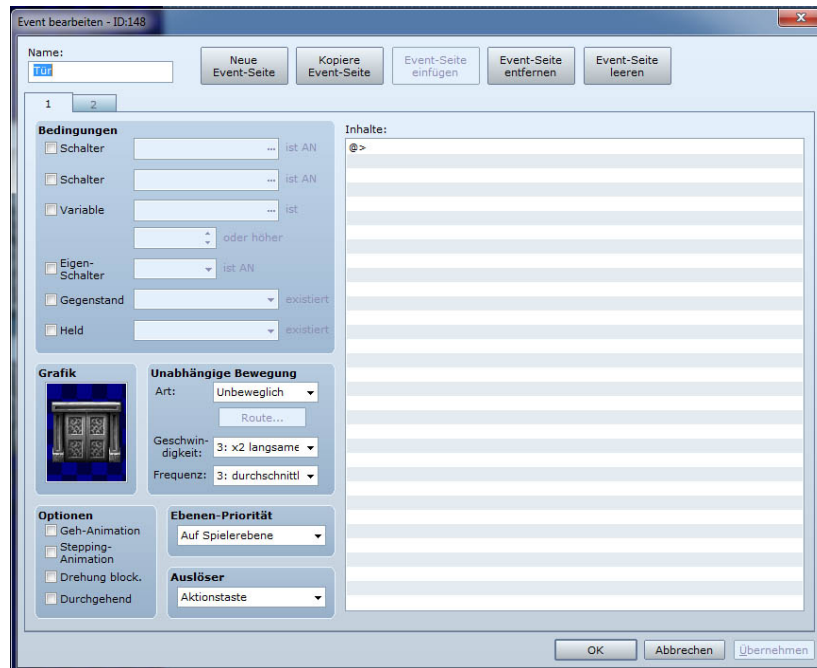 Event bearbeiten - ID:148
Name:
Tür
Neue
Event-Seite
Kopiere
Event-Seite
Event-Seite
einfügen
Event-Seite
entfernen
Event-Seite
leeren
1 2
Bedingungen
Schalter ... ist AN
Schalter ... ist AN
Variable ... ist
oder höher
Eigen-
Schalter
ist AN
Gegenstand existiert
Held existiert
Inhalte:
@>
Grafik
Unabhängige Bewegung
Art: Unbeweglich
Route...
Geschwin-
digkeit:
3: x2 langsame
Frequenz: 3: durchschnittl
Optionen
Geh-Animation
Stepping-
Animation
Drehung block.
Durchgehend
Ebenen-Priorität
Auf Spielerebene
Auslöser
Aktionstaste
OK Abbrechen Übernehmen